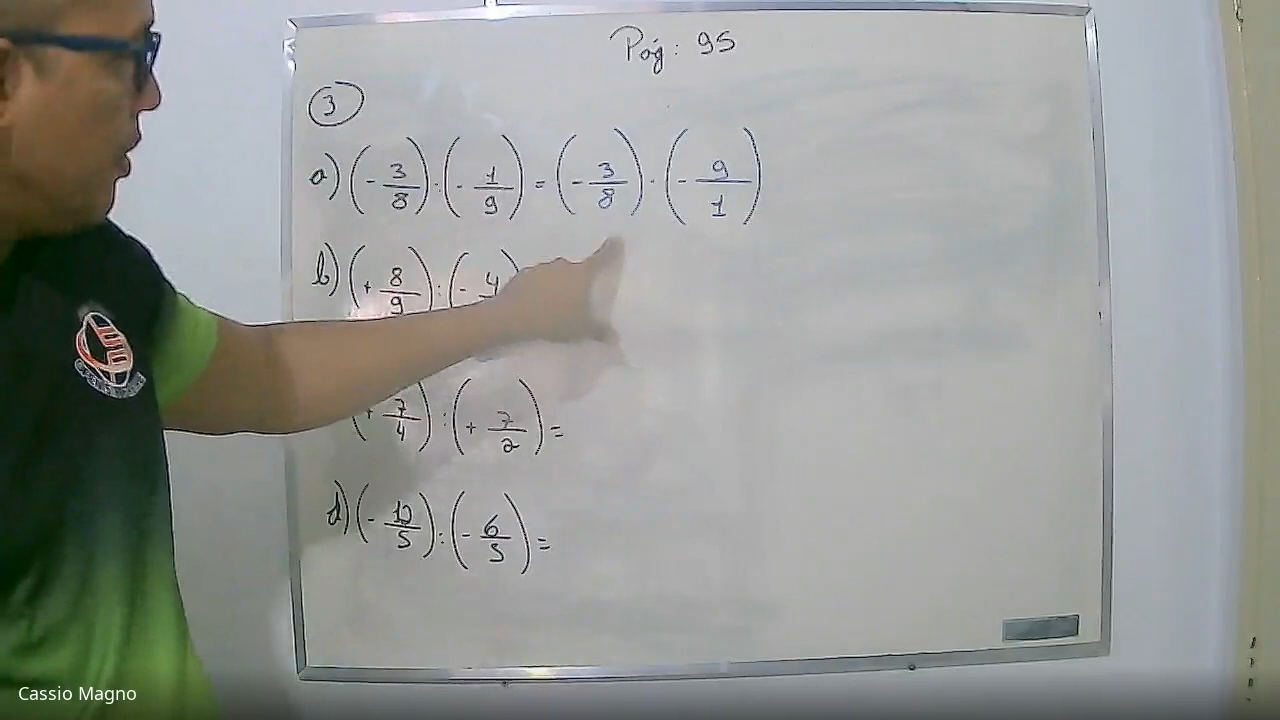 Pág: 95
3
a) (-3/8) : (-1/9) = (-3/8) · (-9/1)
b) (+8/9) : (-4
(+7/4) : (+7/2) =
d) (-12/5) : (-6/5) =
Cassio Magno